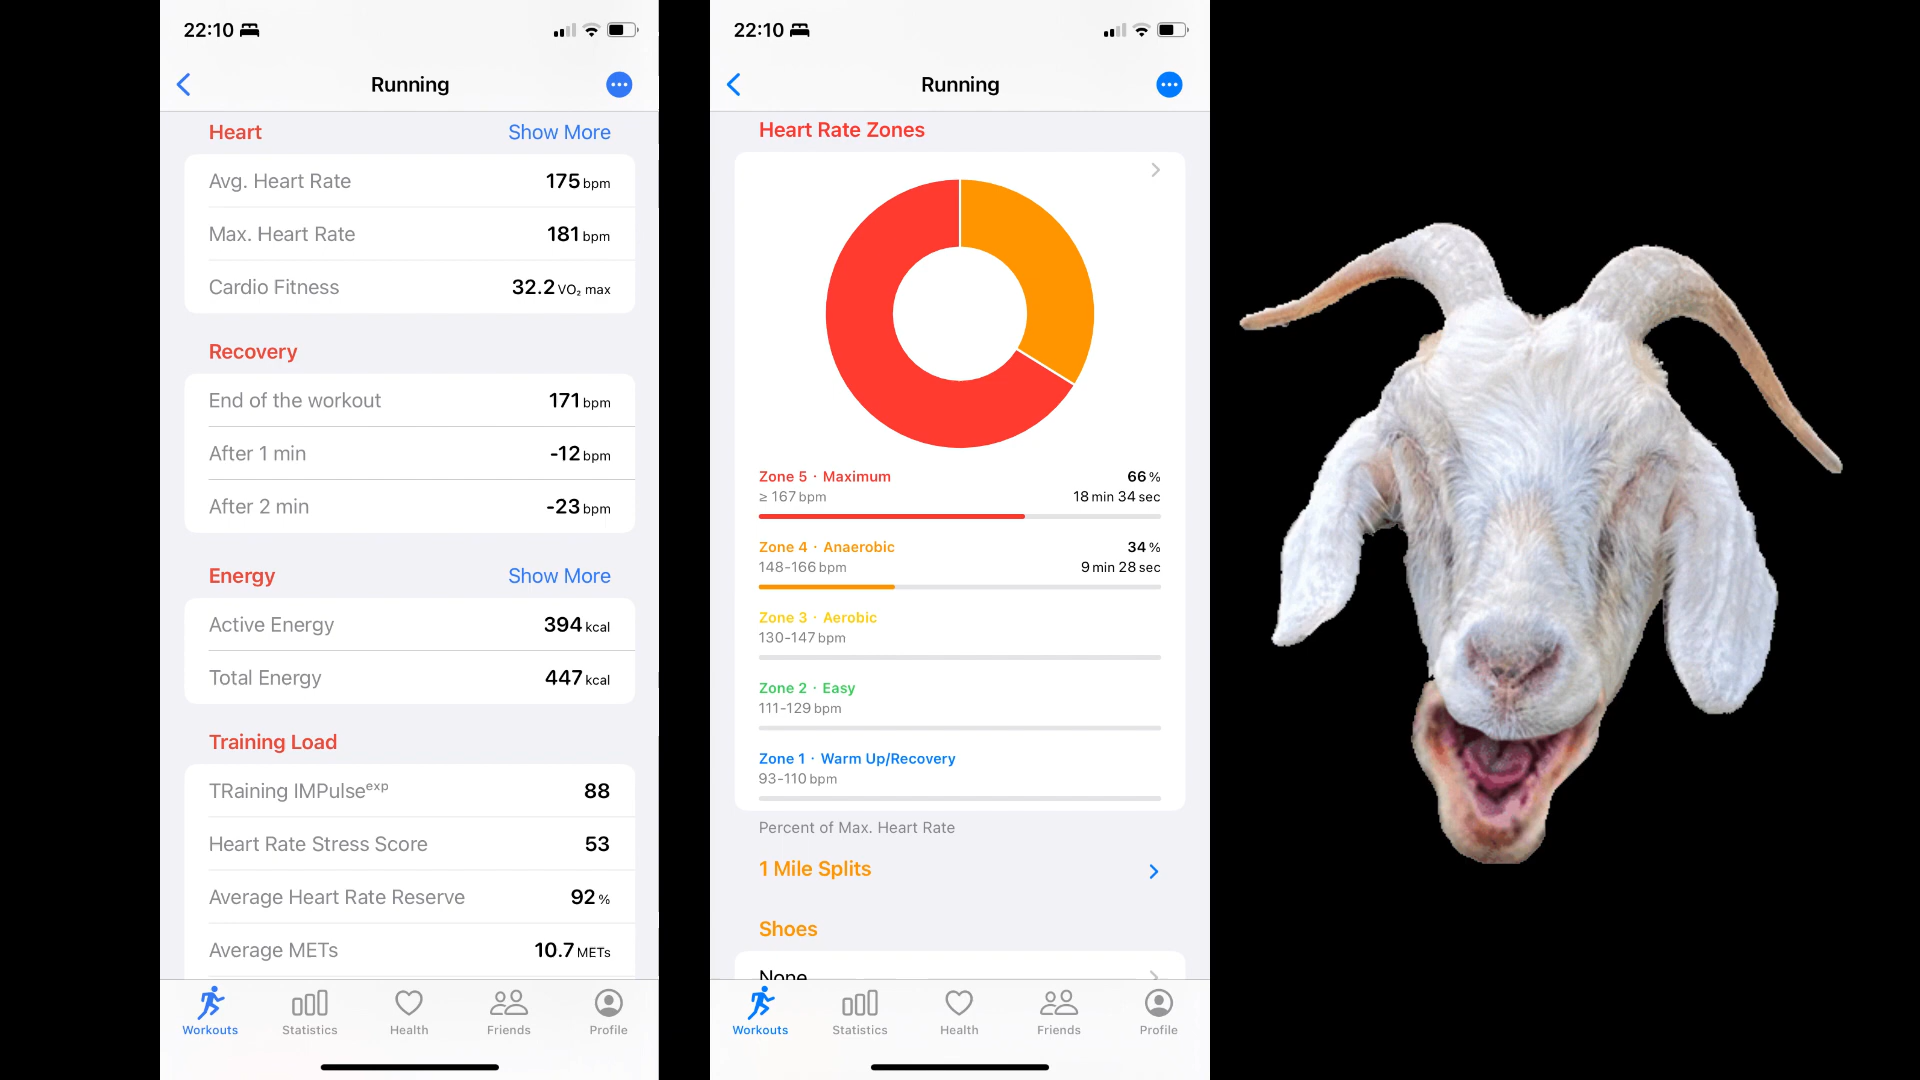 22:10
Running
Heart Show More
Avg. Heart Rate 175 bpm
Max. Heart Rate 181 bpm
Cardio Fitness 32.2 VO₂ max
Recovery
End of the workout 171 bpm
After 1 min -12 bpm
After 2 min -23 bpm
Energy Show More
Active Energy 394 kcal
Total Energy 447 kcal
Training Load
TRaining IMPulseᵉˣᵖ 88
Heart Rate Stress Score 53
Average Heart Rate Reserve 92 %
Average METs 10.7 METs
Workouts Statistics Health Friends Profile
22:10
Running
Heart Rate Zones
Zone 5 · Maximum 66 %
≥ 167 bpm 18 min 34 sec
Zone 4 · Anaerobic 34 %
148-166 bpm 9 min 28 sec
Zone 3 · Aerobic
130-147 bpm
Zone 2 · Easy
111-129 bpm
Zone 1 · Warm Up/Recovery
93-110 bpm
Percent of Max. Heart Rate
1 Mile Splits
Shoes
None
Workouts Statistics Health Friends Profile